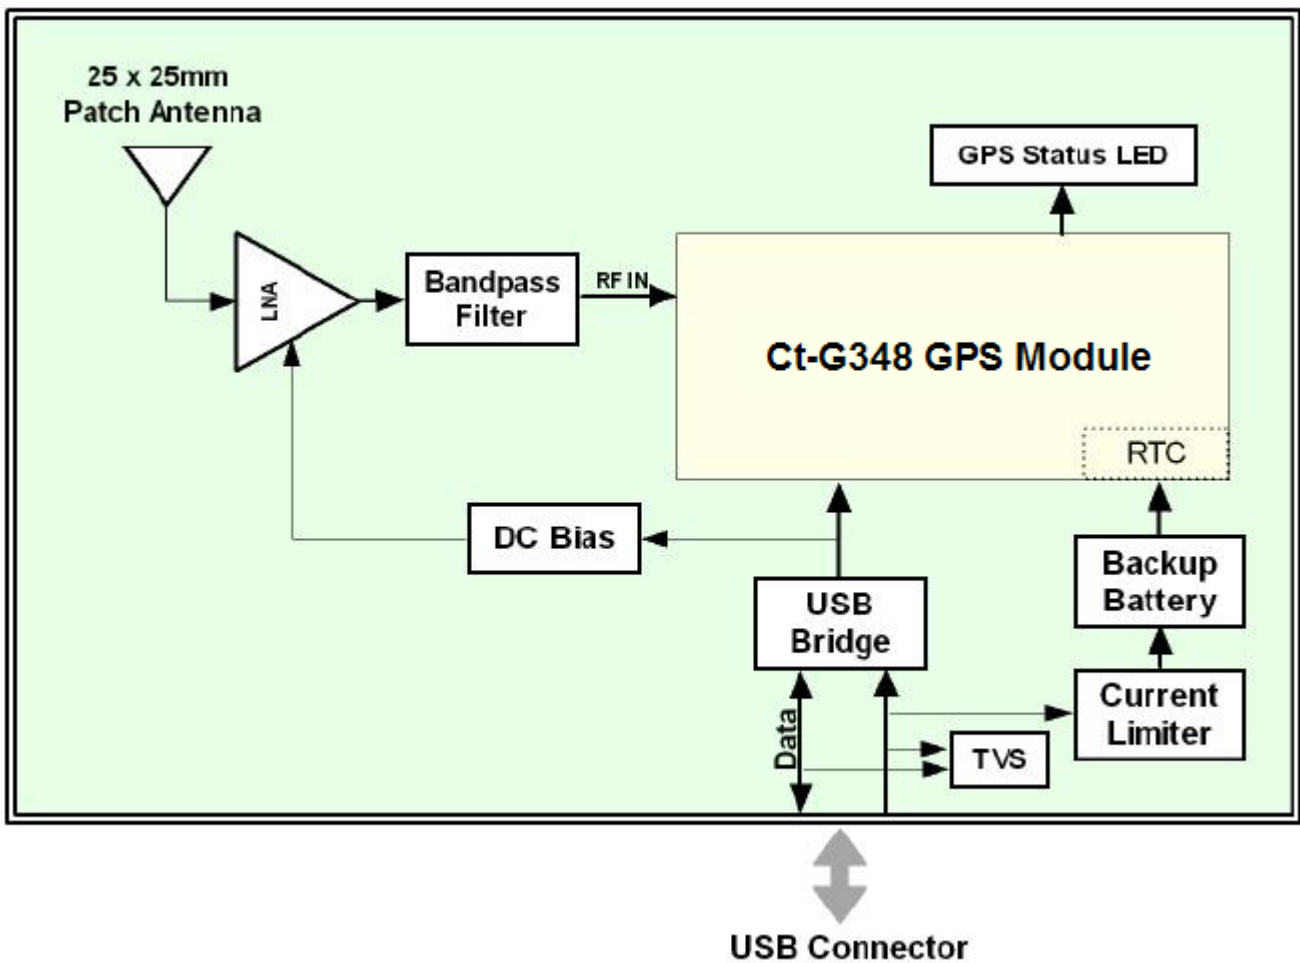 25 x 25mm
Patch Antenna
GPS Status LED
LNA
Bandpass
Filter
RF IN
Ct-G348 GPS Module
RTC
DC Bias
USB
Bridge
Backup
Battery
Current
Limiter
Data
TVS
USB Connector